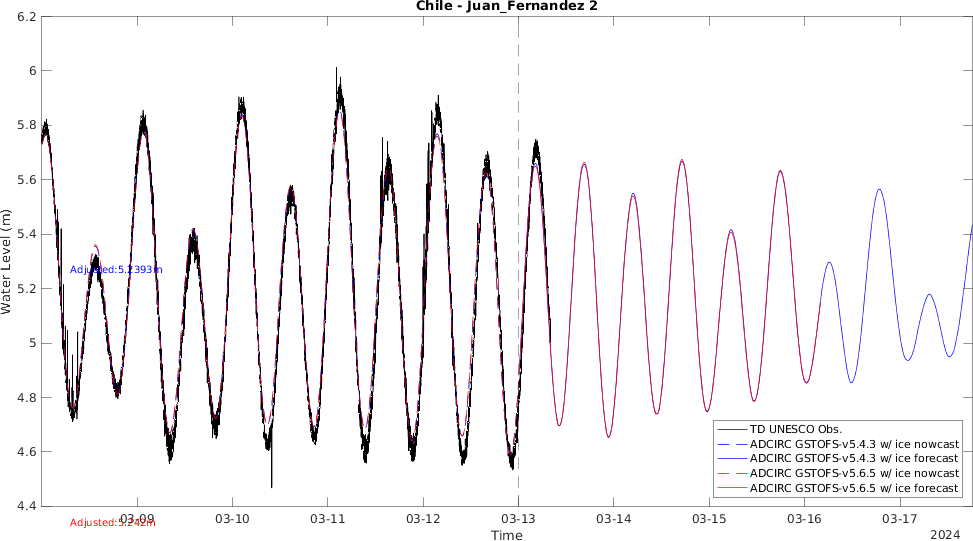 Chile - Juan_Fernandez 2
Water Level (m)
6.2
6
5.8
5.6
5.4
5.2
5
4.8
4.6
4.4
Adjusted:5.2393m
Adjusted:5.242m
TD UNESCO Obs.
ADCIRC GSTOFS-v5.4.3 w/ ice nowcast
ADCIRC GSTOFS-v5.4.3 w/ ice forecast
ADCIRC GSTOFS-v5.6.5 w/ ice nowcast
ADCIRC GSTOFS-v5.6.5 w/ ice forecast
03-09 03-10 03-11 03-12 03-13 03-14 03-15 03-16 03-17
Time
2024